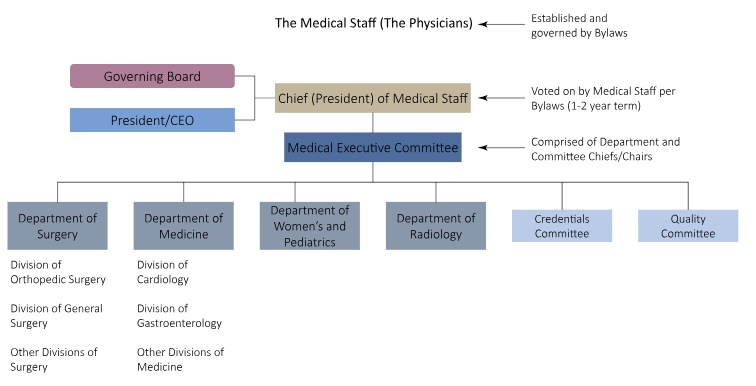 The Medical Staff (The Physicians)
Established and
governed by Bylaws
Governing Board
President/CEO
Chief (President) of Medical Staff
Voted on by Medical Staff per
Bylaws (1-2 year term)
Medical Executive Committee
Comprised of Department and
Committee Chiefs/Chairs
Department of
Surgery
Department of
Medicine
Department of
Women's and
Pediatrics
Department of
Radiology
Credentials
Committee
Quality
Committee
Division of
Orthopedic Surgery
Division of General
Surgery
Other Divisions of
Surgery
Division of
Cardiology
Division of
Gastroenterology
Other Divisions of
Medicine